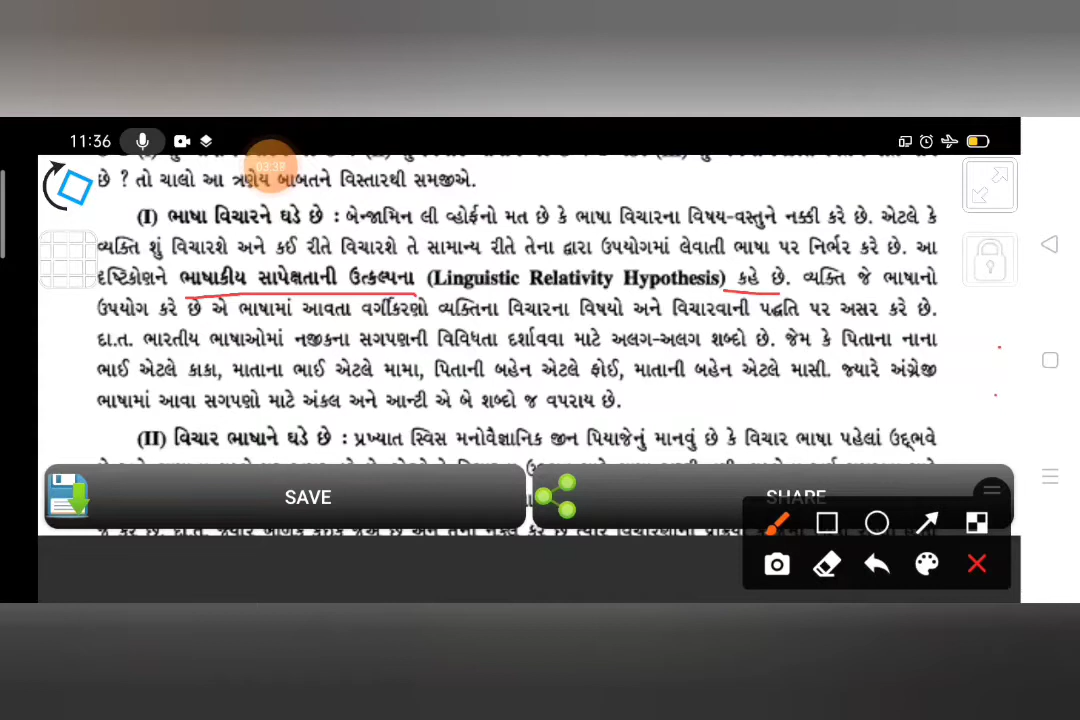 11:36
03:39
છે ? તો ચાલો આ ત્રણેય બાબતને વિસ્તારથી સમજીએ.
(I) ભાષા વિચારને ઘડે છે : બેન્જામિન લી વ્હોર્ફનો મત છે કે ભાષા વિચારના વિષય-વસ્તુને નક્કી કરે છે. એટલે કે
વ્યક્તિ શું વિચારશે અને કઈ રીતે વિચારશે તે સામાન્ય રીતે તેના દ્વારા ઉપયોગમાં લેવાતી ભાષા પર નિર્ભર કરે છે. આ
દૃષ્ટિકોણને ભાષાકીય સાપેક્ષતાની ઉત્કલ્પના (Linguistic Relativity Hypothesis) કહે છે. વ્યક્તિ જે ભાષાનો
ઉપયોગ કરે છે એ ભાષામાં આવતા વર્ગીકરણો વ્યક્તિના વિચારના વિષયો અને વિચારવાની પદ્ધતિ પર અસર કરે છે.
દા.ત. ભારતીય ભાષાઓમાં નજીકના સગપણની વિવિધતા દર્શાવવા માટે અલગ-અલગ શબ્દો છે. જેમ કે પિતાના નાના
ભાઈ એટલે કાકા, માતાના ભાઈ એટલે મામા, પિતાની બહેન એટલે ફોઈ, માતાની બહેન એટલે માસી. જ્યારે અંગ્રેજી
ભાષામાં આવા સગપણો માટે અંકલ અને આન્ટી એ બે શબ્દો જ વપરાય છે.
(II) વિચાર ભાષાને ઘડે છે : પ્રખ્યાત સ્વિસ મનોવૈજ્ઞાનિક જીન પિયાજેનું માનવું છે કે વિચાર ભાષા પહેલાં ઉદ્ભવે
SAVE
SHARE